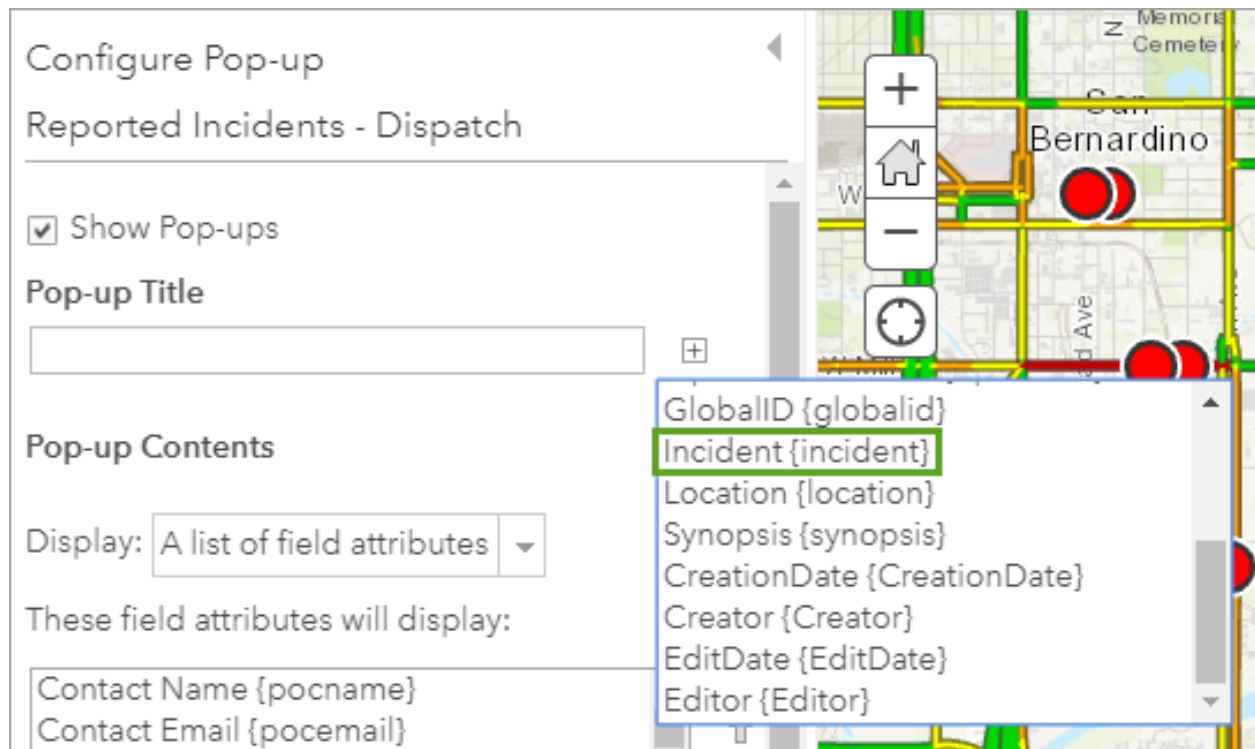 Configure Pop-up
Reported Incidents - Dispatch
Show Pop-ups
Pop-up Title
Pop-up Contents
Display: A list of field attributes
These field attributes will display:
Contact Name {pocname}
Contact Email {pocemail}
GlobalID {globalid}
Incident {incident}
Location {location}
Synopsis {synopsis}
CreationDate {CreationDate}
Creator {Creator}
EditDate {EditDate}
Editor {Editor}
Cemetery
San
Bernardino
W
Ave